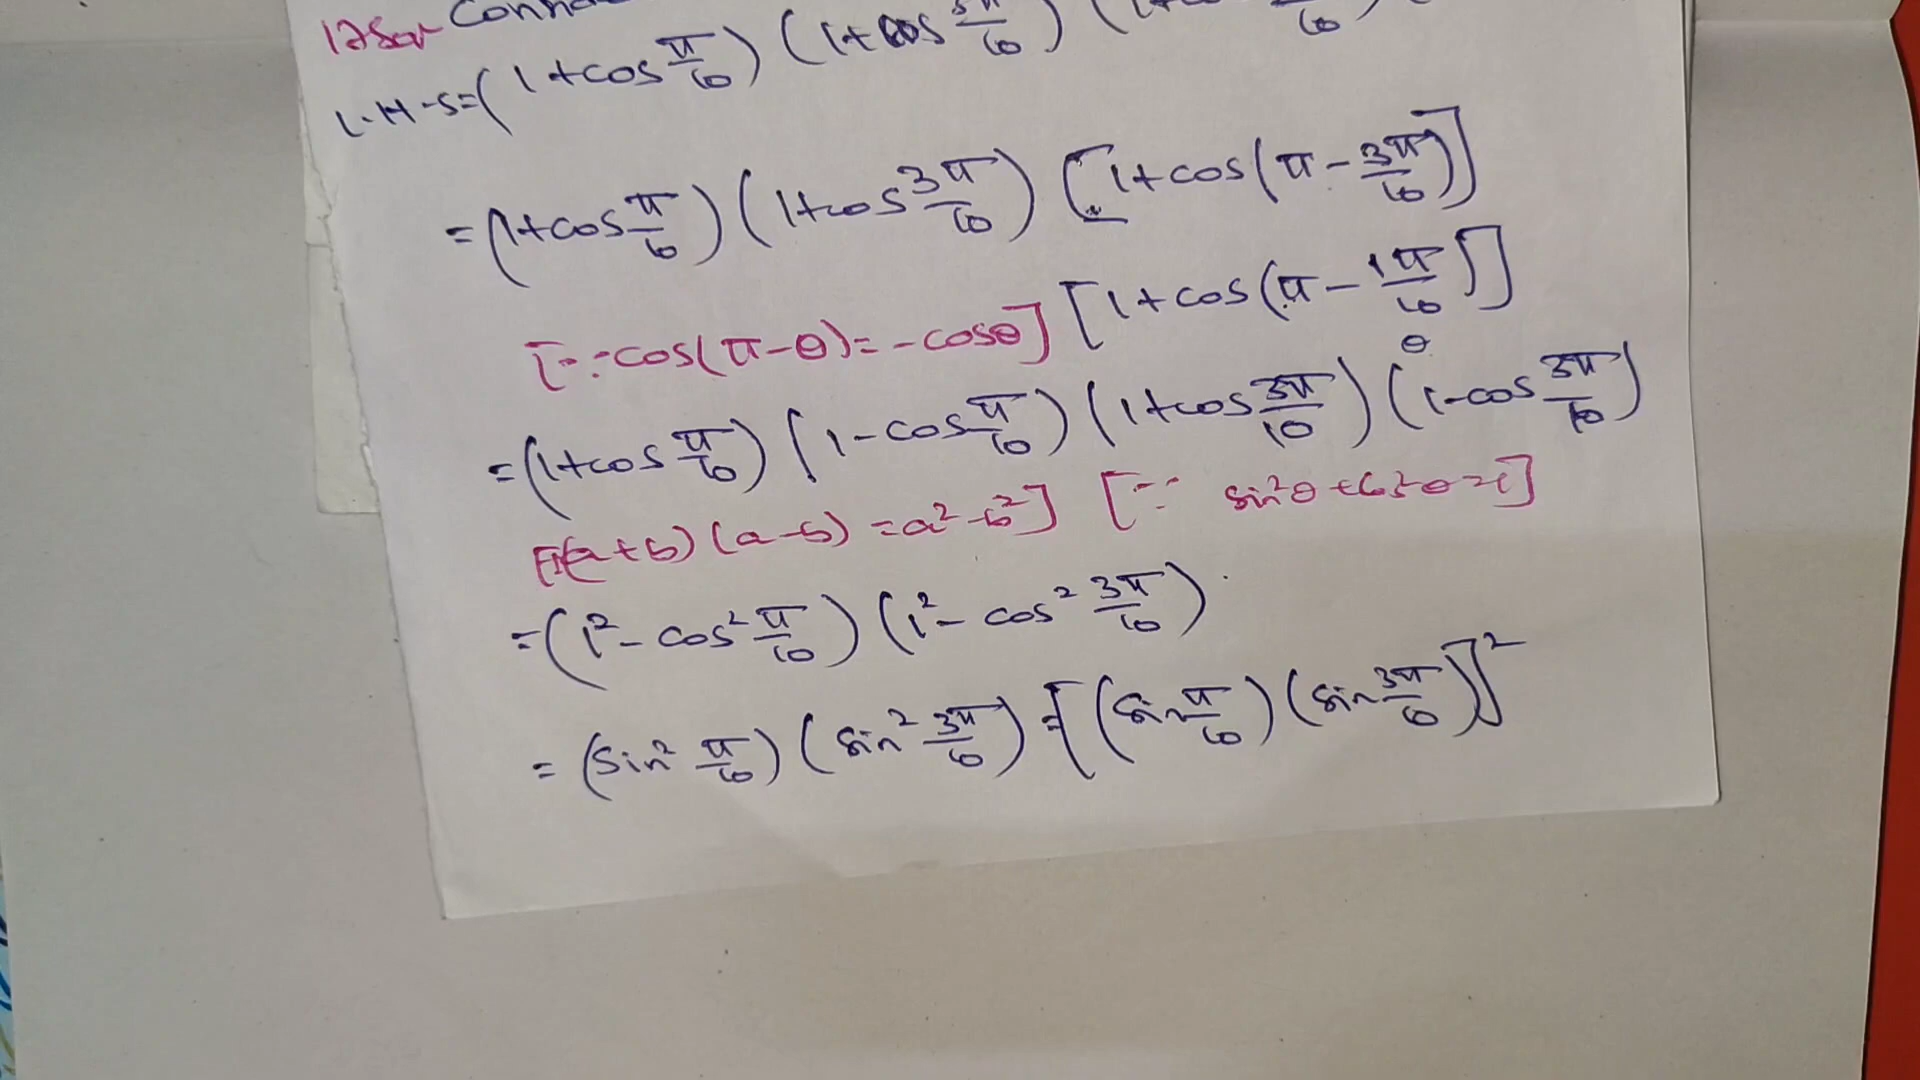 L.H.S=(1+cos π/10) (1+cos 3π/10) (1+cos
=(1+cos π/10) (1+cos 3π/10) [1+cos(π-3π/10)]
[1+cos(π-1π/10)]
[∵cos(π-θ)=-cosθ]
θ
=(1+cos π/10) (1-cos π/10) (1+cos 3π/10) (1-cos 3π/10)
[(a+b)(a-b)=a²-b²] [∵ sin²θ+cos²θ=1]
=(1²-cos² π/10) (1²-cos² 3π/10)
=(sin² π/10) (sin² 3π/10)=[(sin π/10) (sin 3π/10)]²